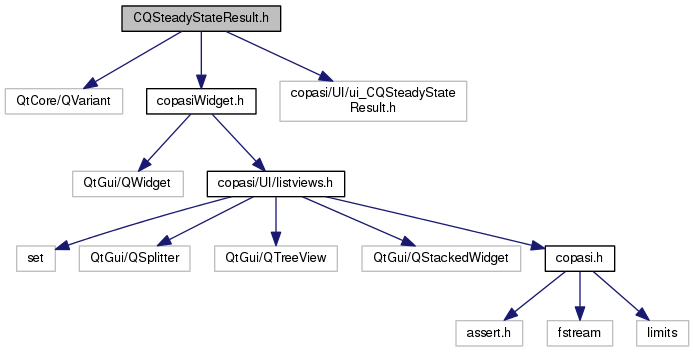 CQSteadyStateResult.h
QtCore/QVariant
copasiWidget.h
copasi/UI/ui_CQSteadyState
Result.h
QtGui/QWidget
copasi/UI/listviews.h
set
QtGui/QSplitter
QtGui/QTreeView
QtGui/QStackedWidget
copasi.h
assert.h
fstream
limits